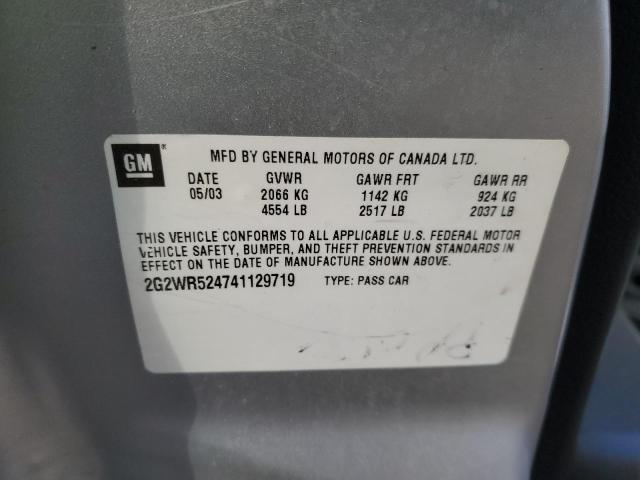 GM ®
MFD BY GENERAL MOTORS OF CANADA LTD.
DATE GVWR GAWR FRT GAWR RR
05/03 2066 KG 1142 KG 924 KG
4554 LB 2517 LB 2037 LB
THIS VEHICLE CONFORMS TO ALL APPLICABLE U.S. FEDERAL MOTOR
VEHICLE SAFETY, BUMPER, AND THEFT PREVENTION STANDARDS IN
EFFECT ON THE DATE OF MANUFACTURE SHOWN ABOVE.
2G2WR524741129719 TYPE: PASS CAR